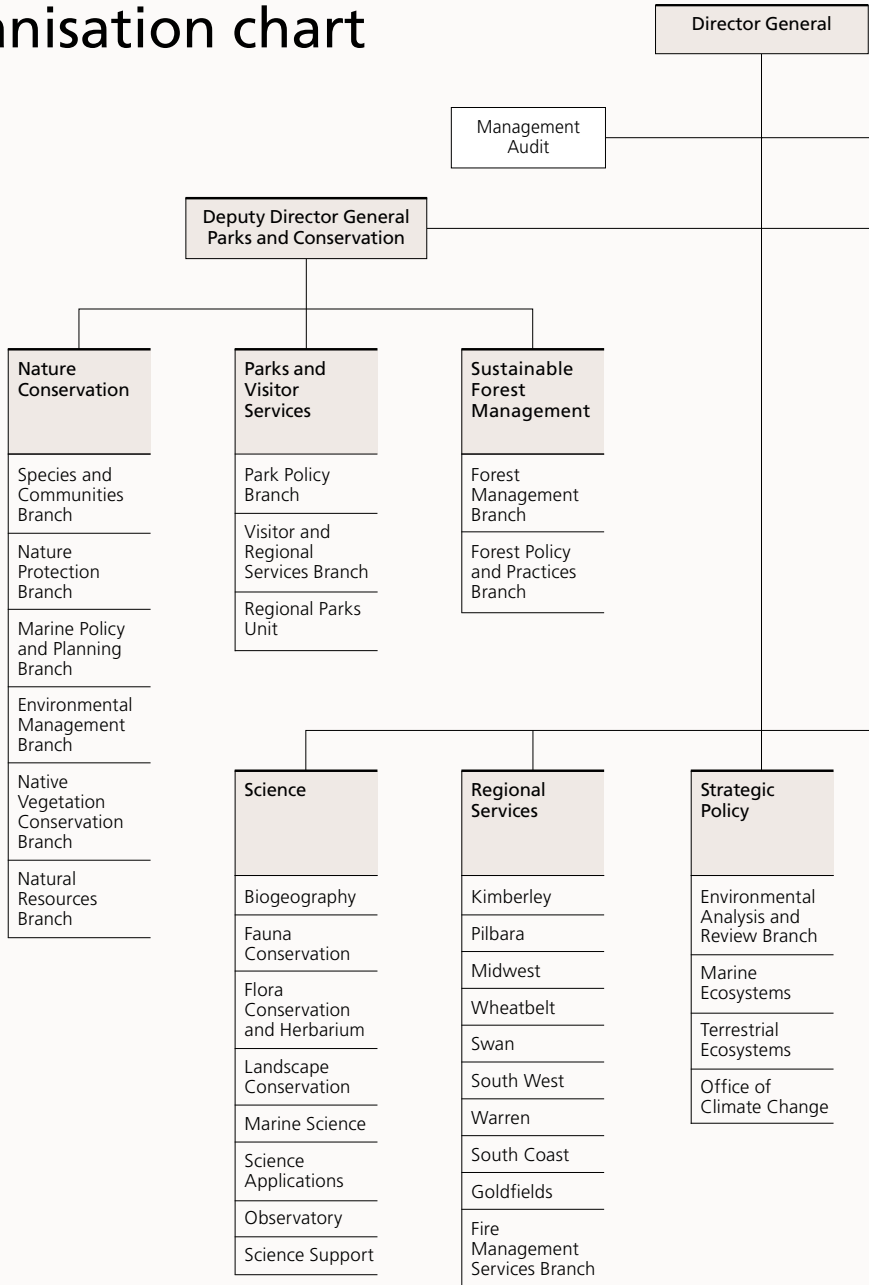 anisation chart
Director General
Management
Audit
Deputy Director General
Parks and Conservation
Nature
Conservation
Species and
Communities
Branch
Nature
Protection
Branch
Marine Policy
and Planning
Branch
Environmental
Management
Branch
Native
Vegetation
Conservation
Branch
Natural
Resources
Branch
Parks and
Visitor
Services
Park Policy
Branch
Visitor and
Regional
Services Branch
Regional Parks
Unit
Sustainable
Forest
Management
Forest
Management
Branch
Forest Policy
and Practices
Branch
Science
Biogeography
Fauna
Conservation
Flora
Conservation
and Herbarium
Landscape
Conservation
Marine Science
Science
Applications
Observatory
Science Support
Regional
Services
Kimberley
Pilbara
Midwest
Wheatbelt
Swan
South West
Warren
South Coast
Goldfields
Fire
Management
Services Branch
Strategic
Policy
Environmental
Analysis and
Review Branch
Marine
Ecosystems
Terrestrial
Ecosystems
Office of
Climate Change